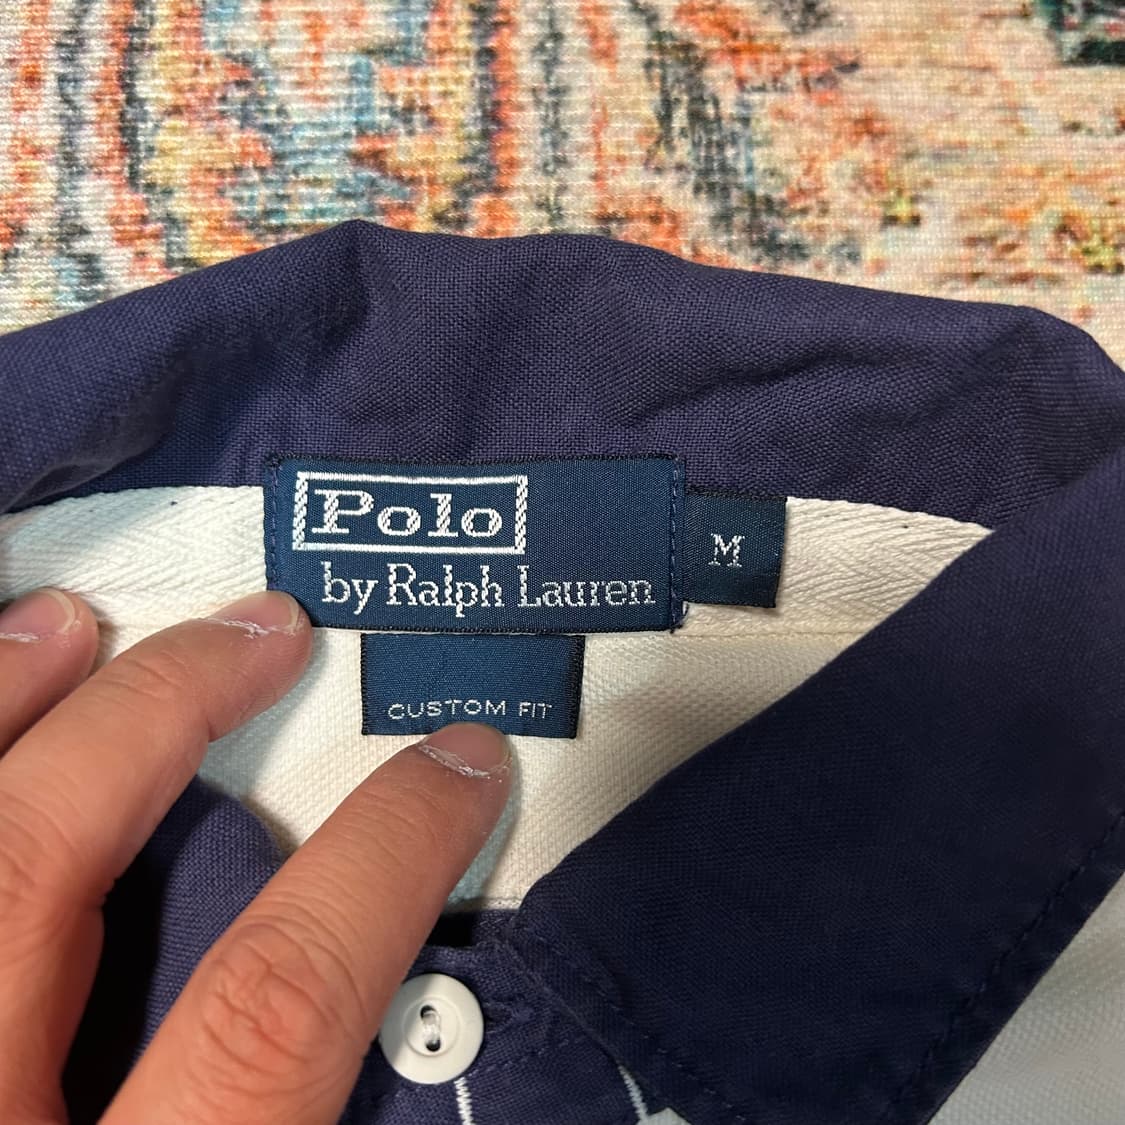 Polo
by Ralph Lauren
M
CUSTOM FIT